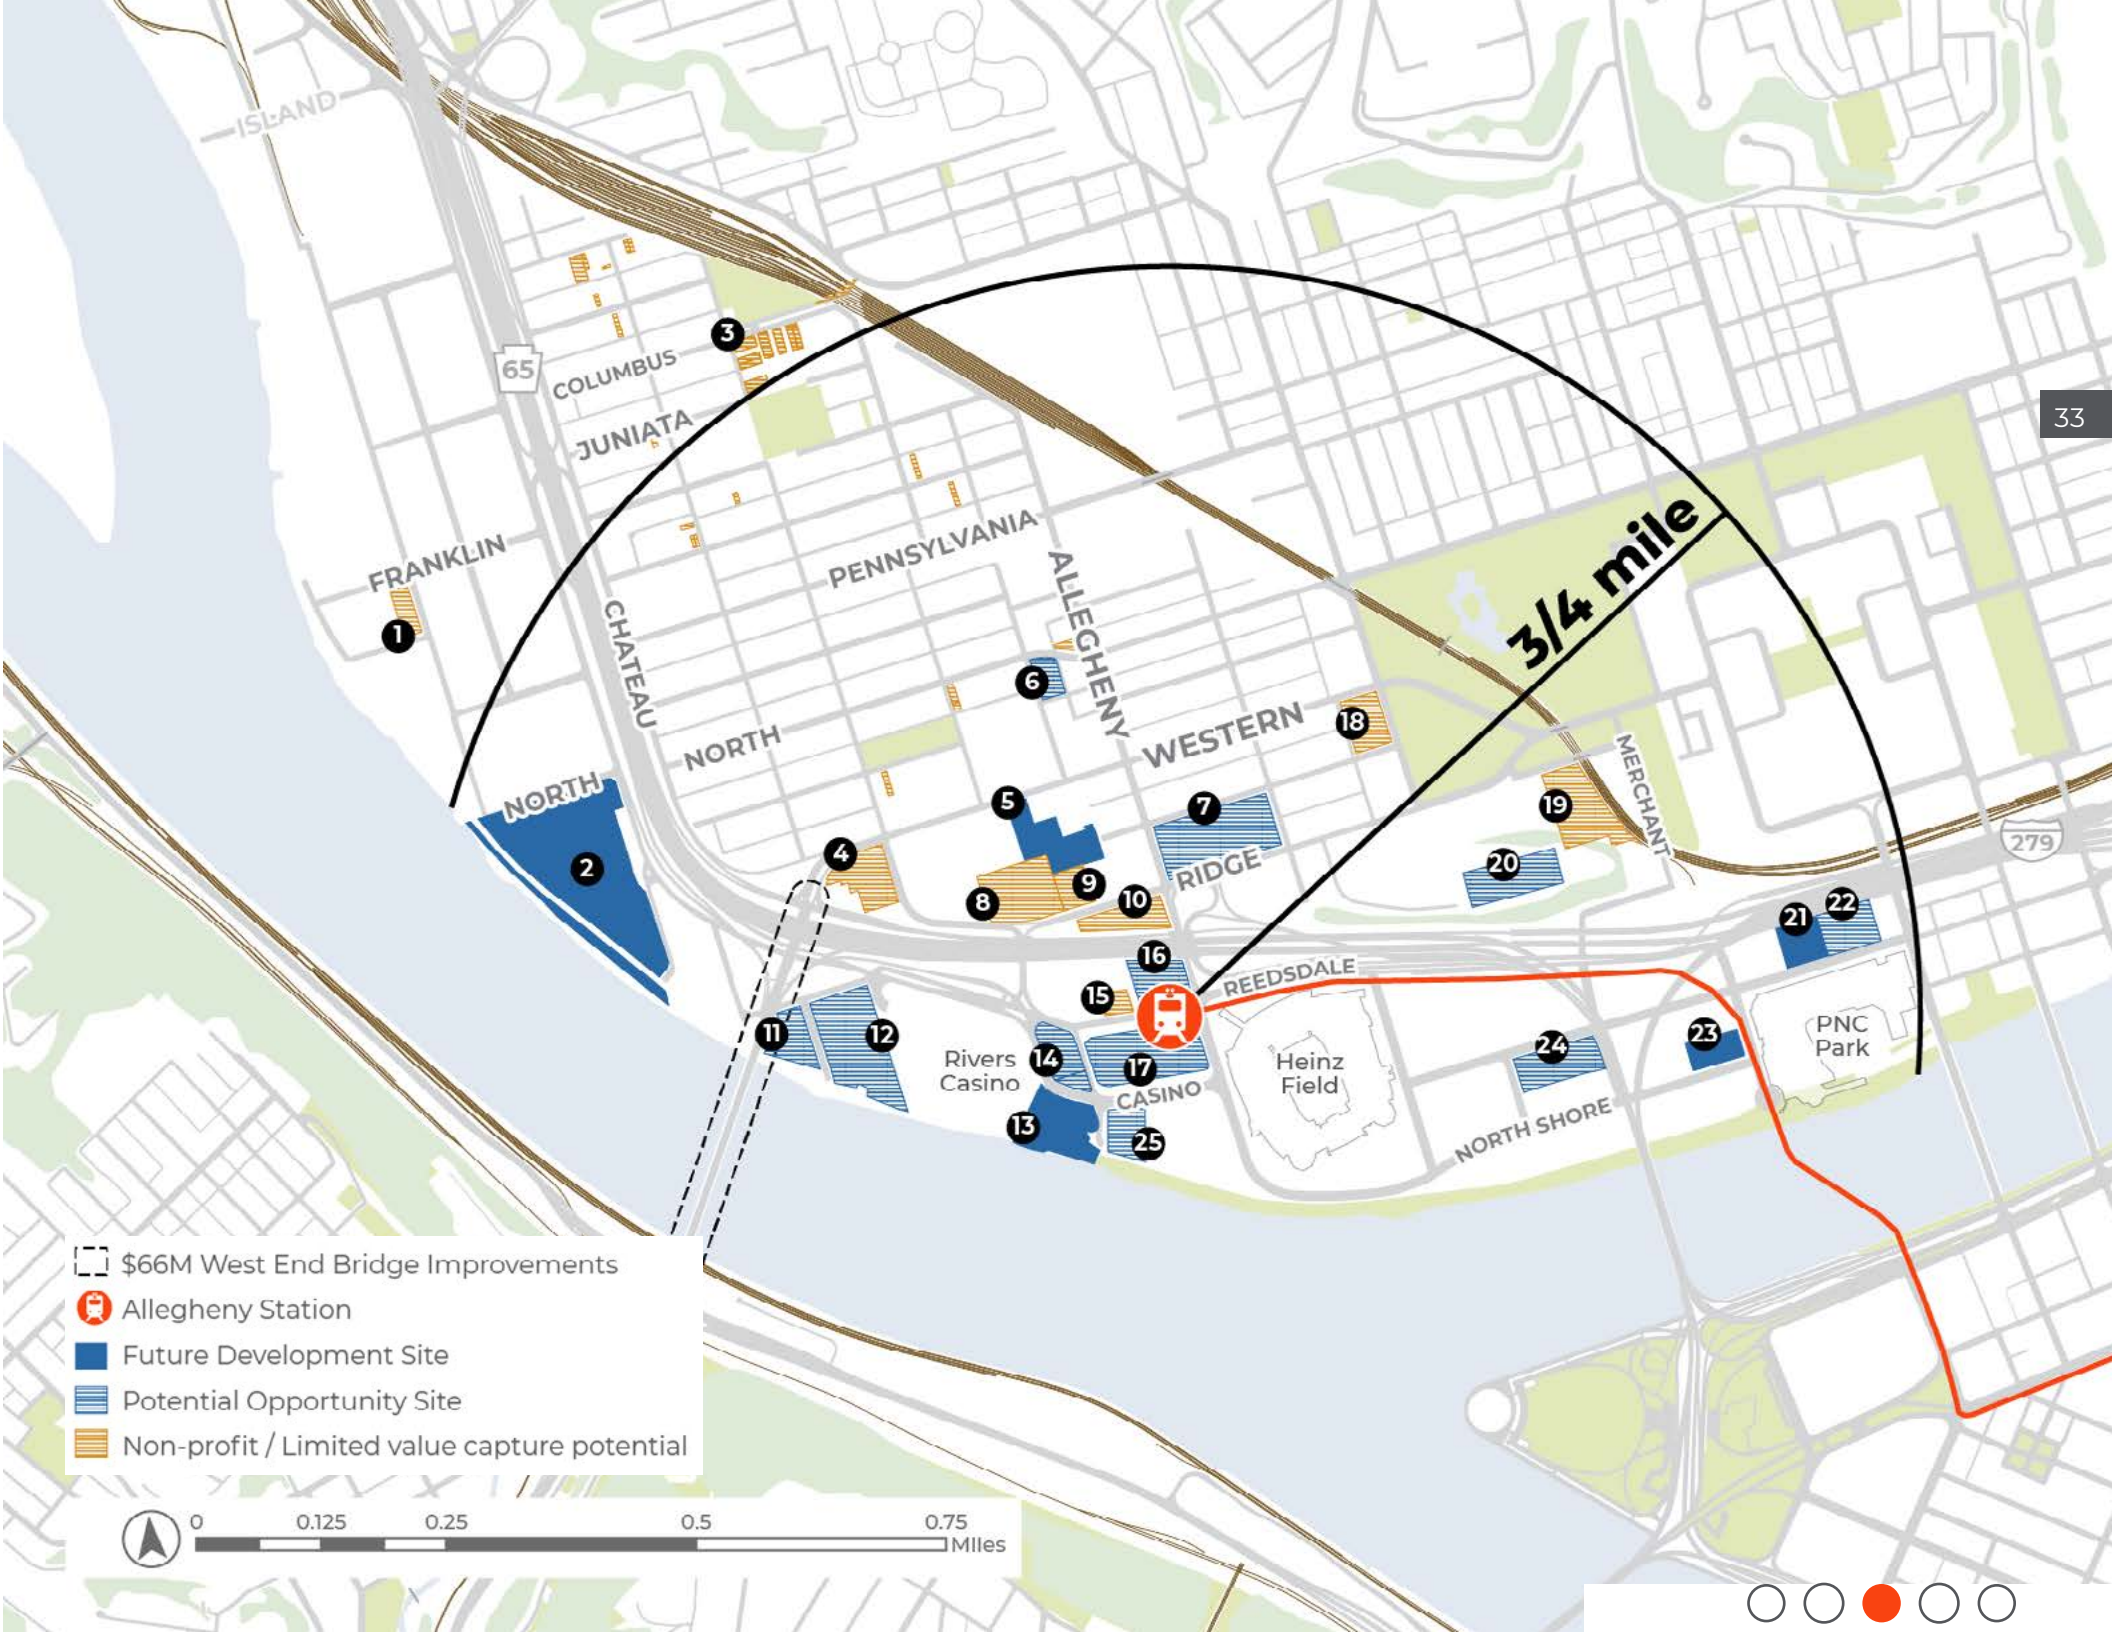 ISLAND
33
3
65
COLUMBUS
JUNIATA
3/4 mile
FRANKLIN
PENNSYLVANIA
ALLEGHENY
1
CHATEAU
6
NORTH
WESTERN
18
MERCHANT
NORTH
5
7
19
279
2
4
RIDGE
20
8
9
10
21
22
16
REEDSDALE
15
11
12
14
17
Rivers
Casino
Heinz
Field
24
23
PNC
Park
CASINO
13
25
NORTH SHORE
$66M West End Bridge Improvements
Allegheny Station
Future Development Site
Potential Opportunity Site
Non-profit / Limited value capture potential
0 0.125 0.25 0.5 0.75
MIles